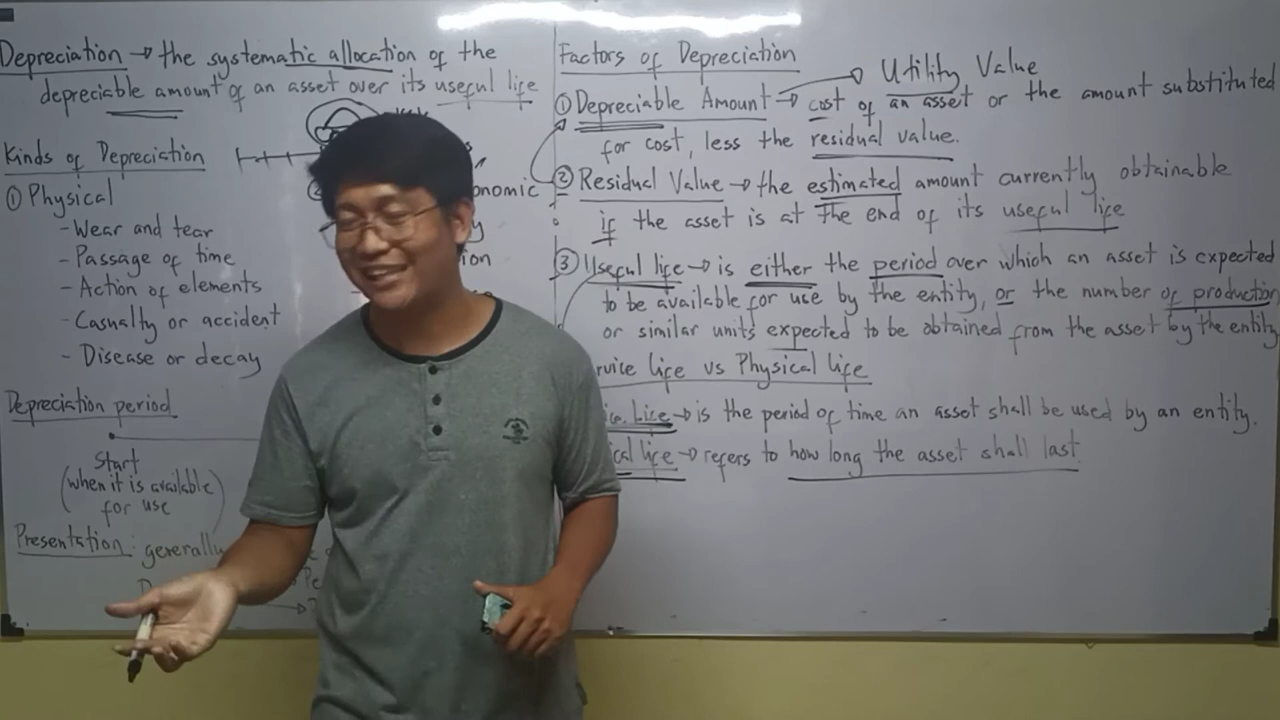 Depreciation → the systematic allocation of the
depreciable amount of an asset over its useful life
Kinds of Depreciation
① Physical
- Wear and tear
- Passage of time
- Action of elements
- Casualty or accident
- Disease or decay
onomic
ion
Depreciation period
Start
(when it is available)
for use
Presentation: generally
Factors of Depreciation
Utility Value
① Depreciable Amount → cost of an asset or the amount substituted
for cost, less the residual value.
② Residual Value → the estimated amount currently obtainable
if the asset is at the end of its useful life
③ Useful life → is either the period over which an asset is expected
to be available for use by the entity, or the number of production
or similar units expected to be obtained from the asset by the entity
rvice life vs Physical life
Life → is the period of time an asset shall be used by an entity.
cal life → refers to how long the asset shall last